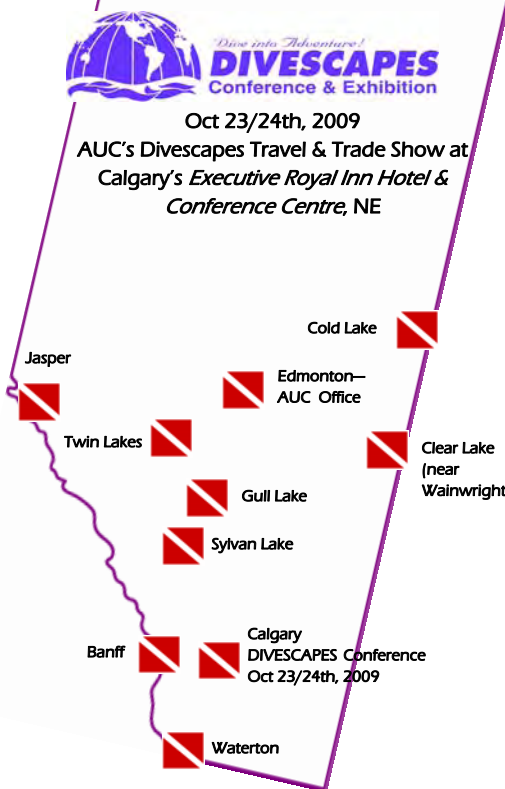 Dive into Adventure!
DIVESCAPES
Conference & Exhibition
Oct 23/24th, 2009
AUC's Divescapes Travel & Trade Show at
Calgary's Executive Royal Inn Hotel &
Conference Centre, NE
Cold Lake
Jasper
Edmonton—
AUC Office
Twin Lakes
Clear Lake
(near
Wainwright
Gull Lake
Sylvan Lake
Calgary
Banff
DIVESCAPES Conference
Oct 23/24th, 2009
Waterton